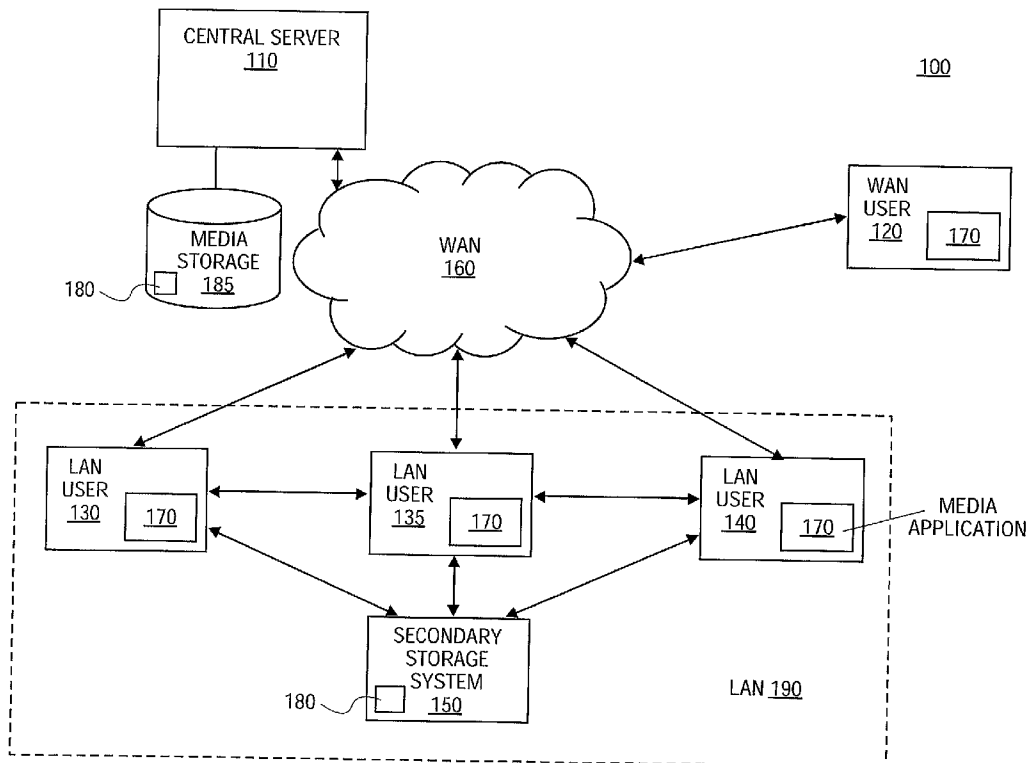 CENTRAL SERVER
110
100
MEDIA
STORAGE
185
180
WAN
160
WAN
USER
120
170
LAN
USER
130
170
LAN
USER
135
170
LAN
USER
140
170
MEDIA
APPLICATION
SECONDARY
STORAGE
SYSTEM
150
180
LAN 190